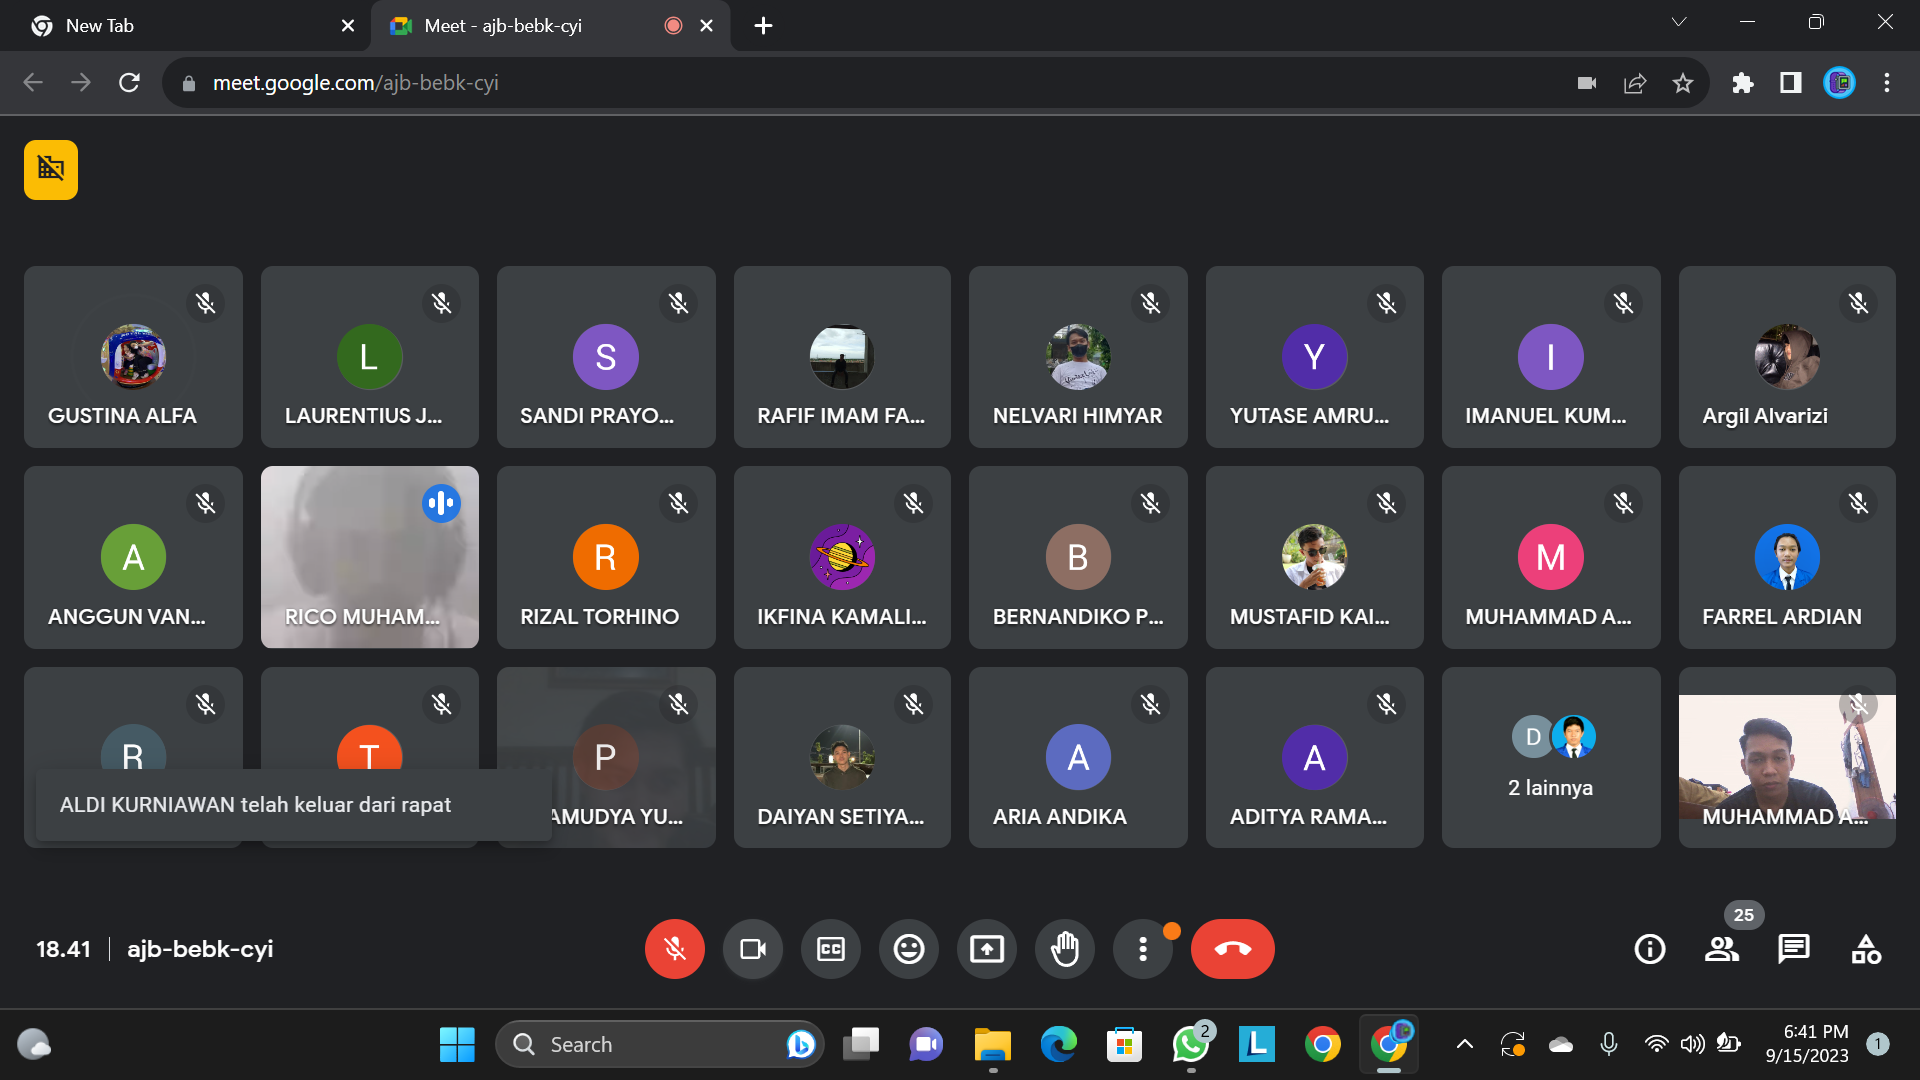 New Tab
Meet - ajb-bebk-cyi
meet.google.com/ajb-bebk-cyi
GUSTINA ALFA
L
LAURENTIUS J...
S
SANDI PRAYO...
RAFIF IMAM FA...
NELVARI HIMYAR
Y
YUTASE AMRU...
I
IMANUEL KUM...
Argil Alvarizi
A
ANGGUN VAN...
RICO MUHAM...
R
RIZAL TORHINO
IKFINA KAMALI...
B
BERNANDIKO P...
MUSTAFID KAI...
M
MUHAMMAD A...
FARREL ARDIAN
R
T
P
AMUDYA YU...
DAIYAN SETIYA...
A
ARIA ANDIKA
A
ADITYA RAMA...
D
2 lainnya
MUHAMMAD A...
ALDI KURNIAWAN telah keluar dari rapat
18.41
ajb-bebk-cyi
CC
25
Search
2
L
6:41 PM
9/15/2023
1